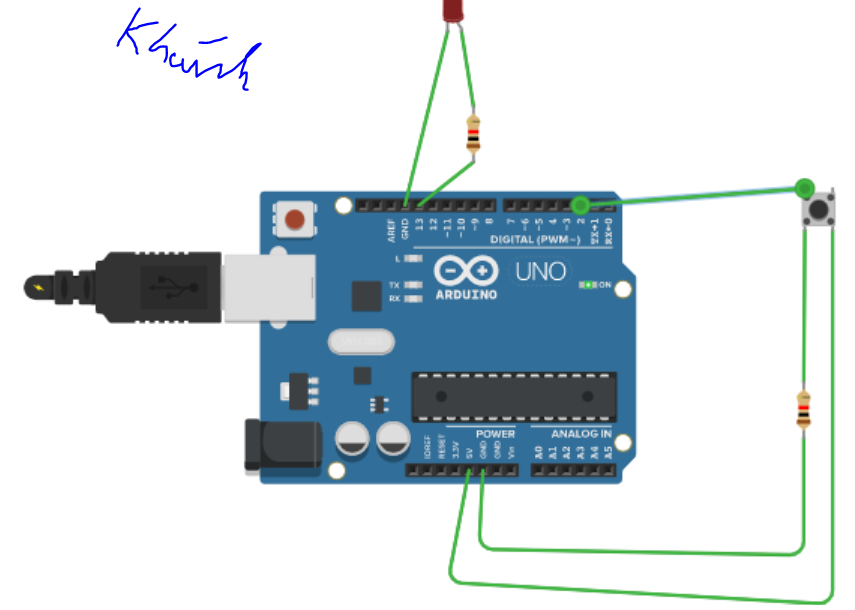 AREF
GND
13
12
~11
~10
~9
8
7
~6
~5
4
~3
2
TX→1
RX←0
DIGITAL (PWM~)
L
TX
RX
UNO
ARDUINO
ON
POWER
ANALOG IN
IOREF
RESET
3.3V
5V
GND
GND
Vin
A0
A1
A2
A3
A4
A5